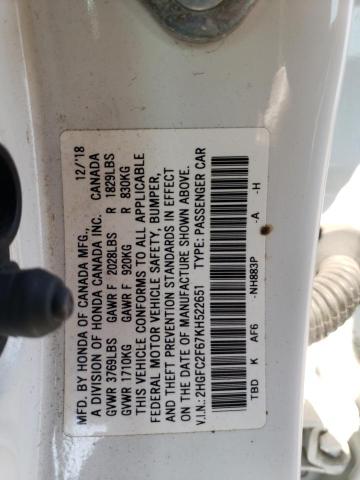 MFD. BY HONDA OF CANADA MFG., 12/'18
A DIVISION OF HONDA CANADA INC. CANADA
GVWR 3769LBS GAWR F 2028LBS R 1829LBS
GVWR 1710KG GAWR F 920KG R 830KG
THIS VEHICLE CONFORMS TO ALL APPLICABLE
FEDERAL MOTOR VEHICLE SAFETY, BUMPER,
AND THEFT PREVENTION STANDARDS IN EFFECT
ON THE DATE OF MANUFACTURE SHOWN ABOVE.
V.I.N.: 2HGFC2F67KH522651 TYPE: PASSENGER CAR
TBD K AF6 -NH883P -A -H